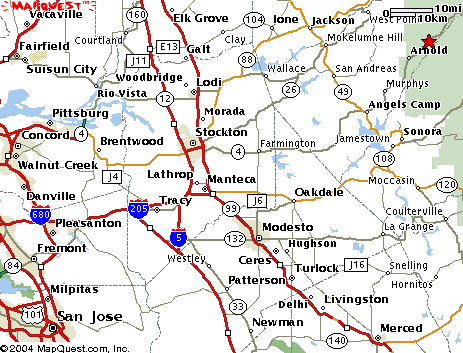 MAPQUEST
Vacaville
Elk Grove
Ione
Jackson
West Point
10mi
10km
Courtland
160
E13
104
Clay
Mokelumne Hill
Arnold
Fairfield
Galt
Suisun City
J11
88
Wallace
San Andreas
Woodbridge
Murphys
Rio Vista
Lodi
26
49
12
Morada
Angels Camp
Pittsburg
Stockton
Concord
4
Brentwood
4
Farmington
Jamestown
Sonora
Walnut Creek
108
J4
Lathrop
Manteca
Moccasin
120
Danville
Oakdale
Tracy
J6
680
205
99
Coulterville
Pleasanton
5
132
Modesto
La Grange
Fremont
Hughson
Westley
Ceres
J16
Snelling
84
Turlock
Patterson
Hornitos
Milpitas
Delhi
Livingston
101
33
San Jose
Newman
140
Merced
©2004 MapQuest.com, Inc.